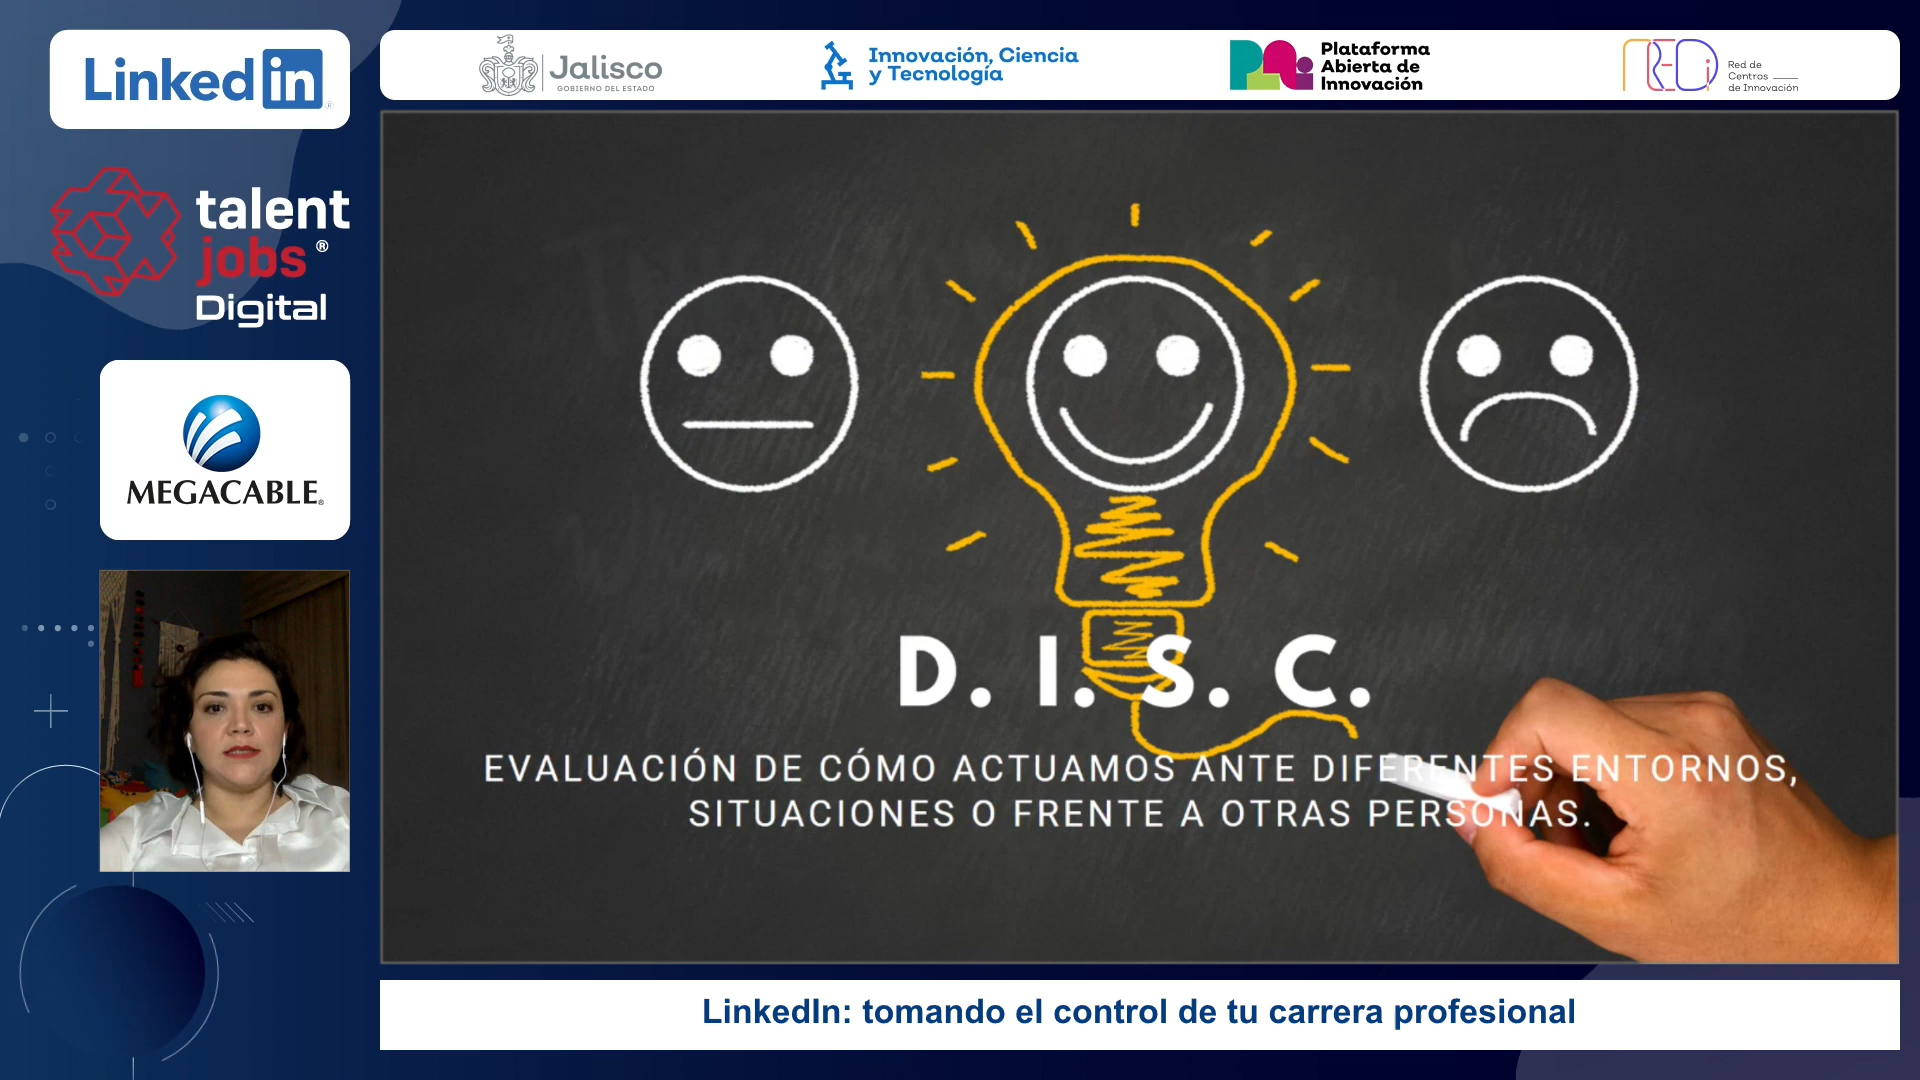 LinkedIn
®
Jalisco
GOBIERNO DEL ESTADO
Innovación, Ciencia
y Tecnología
Plataforma
Abierta de
Innovación
REDi
Red de
Centros
de Innovación
talent
jobs®
Digital
MEGACABLE®
D. I. S. C.
EVALUACIÓN DE CÓMO ACTUAMOS ANTE DIFERENTES ENTORNOS,
SITUACIONES O FRENTE A OTRAS PERSONAS.
LinkedIn: tomando el control de tu carrera profesional